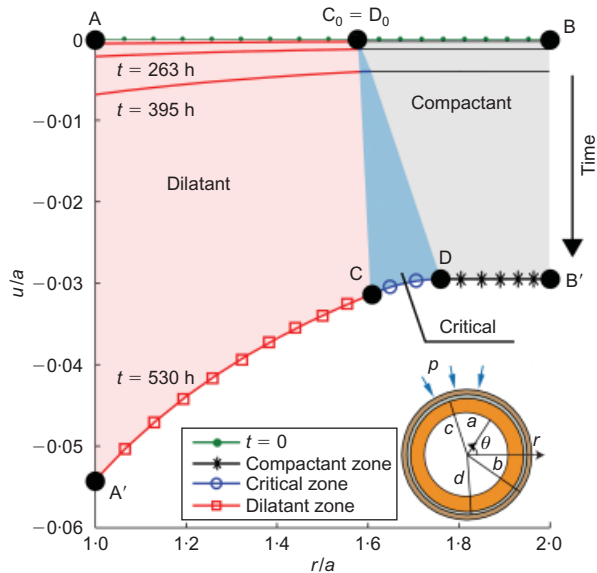 A
C₀ = D₀
B
0
t = 263 h
t = 395 h
Compactant
−0·01
Dilatant
Time
−0·02
u/a
C
D
B′
−0·03
Critical
−0·04
t = 530 h
p
a
c
θ
r
b
d
−0·05
A′
t = 0
Compactant zone
Critical zone
Dilatant zone
−0·06
1·0
1·2
1·4
1·6
1·8
2·0
r/a